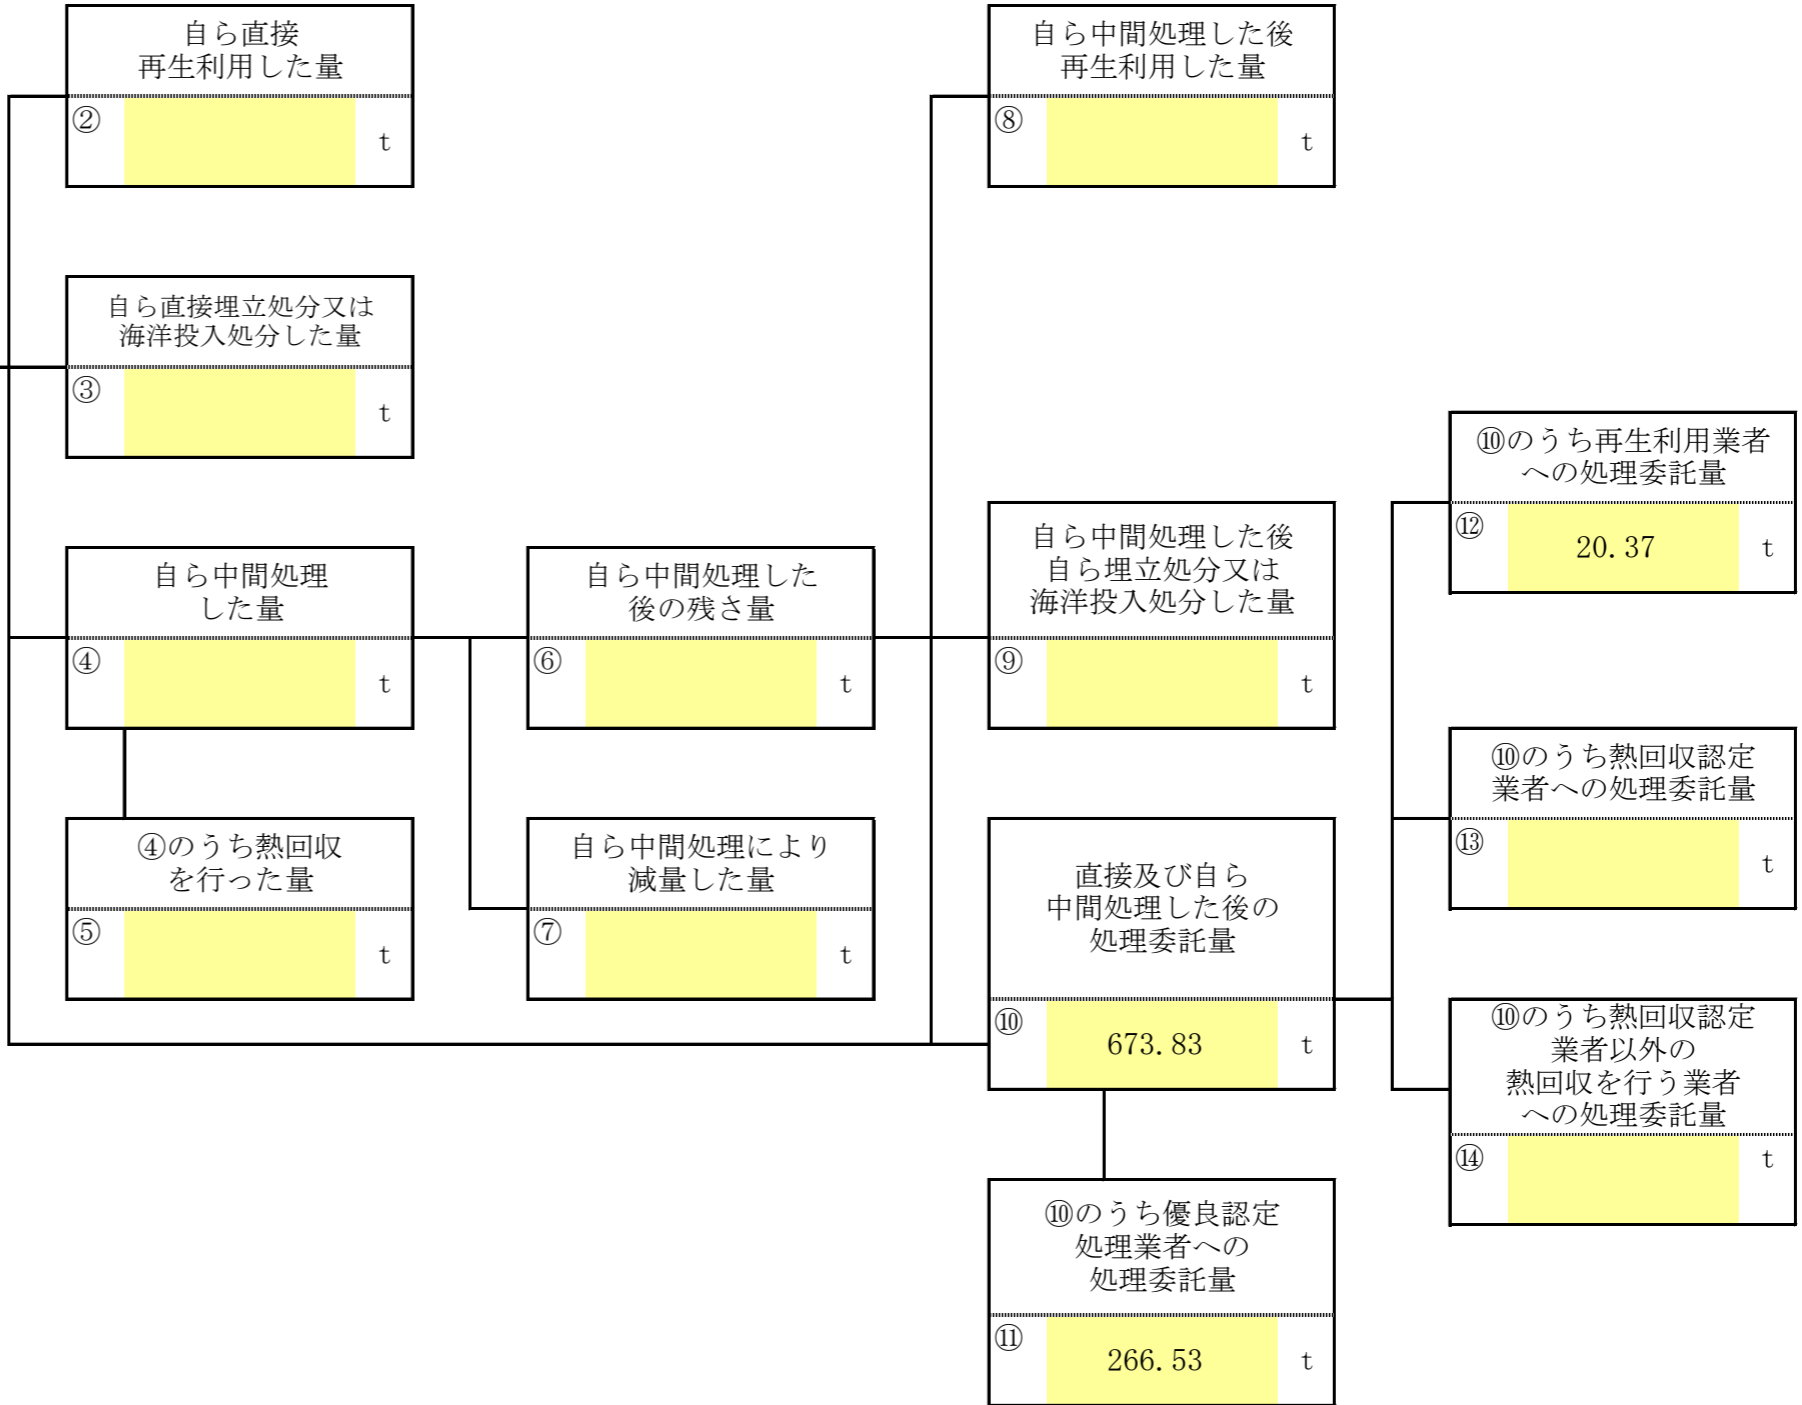 自ら直接
再生利用した量
②
t
自ら中間処理した後
再生利用した量
⑧
t
自ら直接埋立処分又は
海洋投入処分した量
③
t
⑩のうち再生利用業者
への処理委託量
⑫
20.37
t
自ら中間処理
した量
④
t
自ら中間処理した
後の残さ量
⑥
t
自ら中間処理した後
自ら埋立処分又は
海洋投入処分した量
⑨
t
⑩のうち熱回収認定
業者への処理委託量
⑬
t
④のうち熱回収
を行った量
⑤
t
自ら中間処理により
減量した量
⑦
t
直接及び自ら
中間処理した後の
処理委託量
⑩
673.83
t
⑩のうち熱回収認定
業者以外の
熱回収を行う業者
への処理委託量
⑭
t
⑩のうち優良認定
処理業者への
処理委託量
⑪
266.53
t